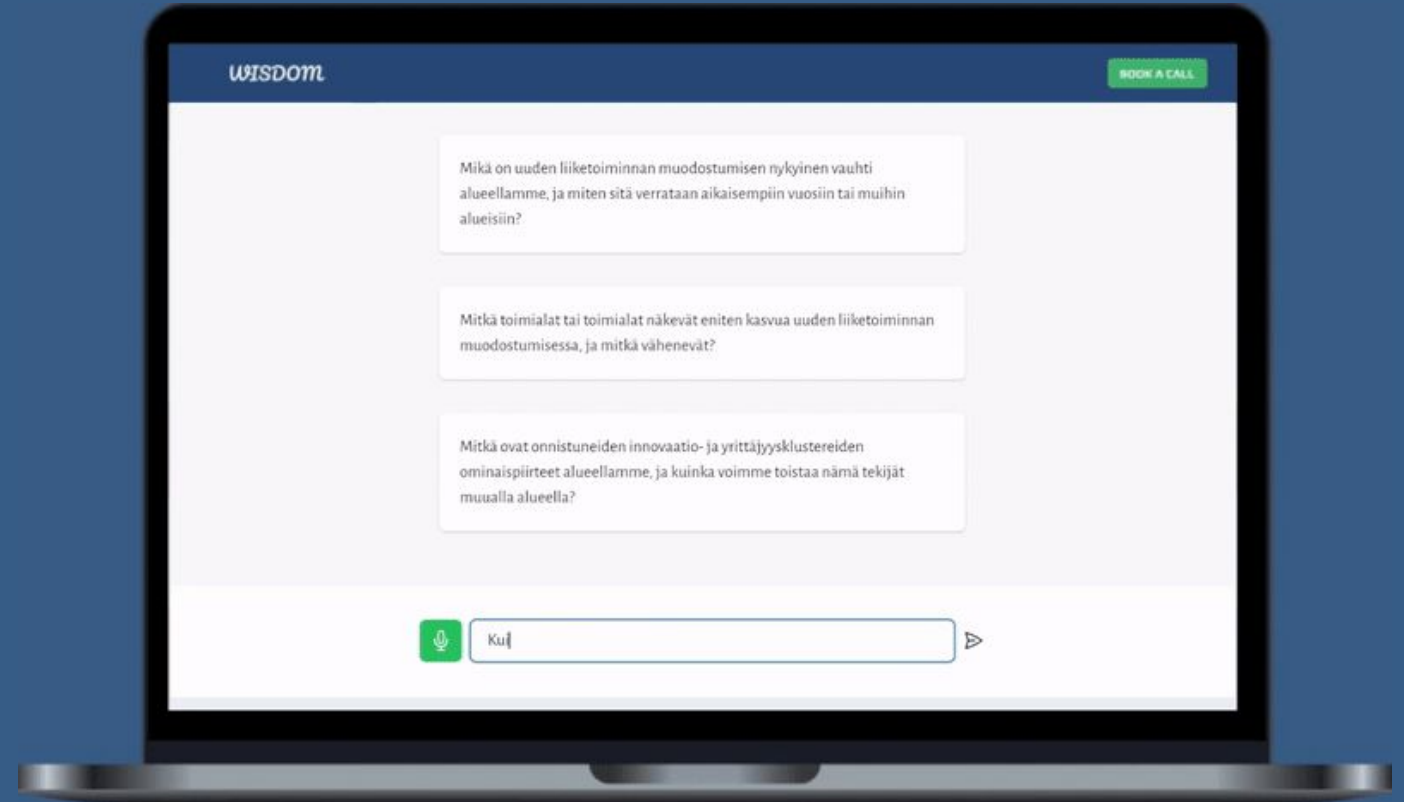 WISDOM
BOOK A CALL
Mikä on uuden liiketoiminnan muodostumisen nykyinen vauhti
alueellamme, ja miten sitä verrataan aikaisempiin vuosiin tai muihin
alueisiin?
Mitkä toimialat tai toimialat näkevät eniten kasvua uuden liiketoiminnan
muodostumisessa, ja mitkä vähenevät?
Mitkä ovat onnistuneiden innovaatio- ja yrittäjyysklustereiden
ominaispiirteet alueellamme, ja kuinka voimme toistaa nämä tekijät
muualla alueella?
Kui